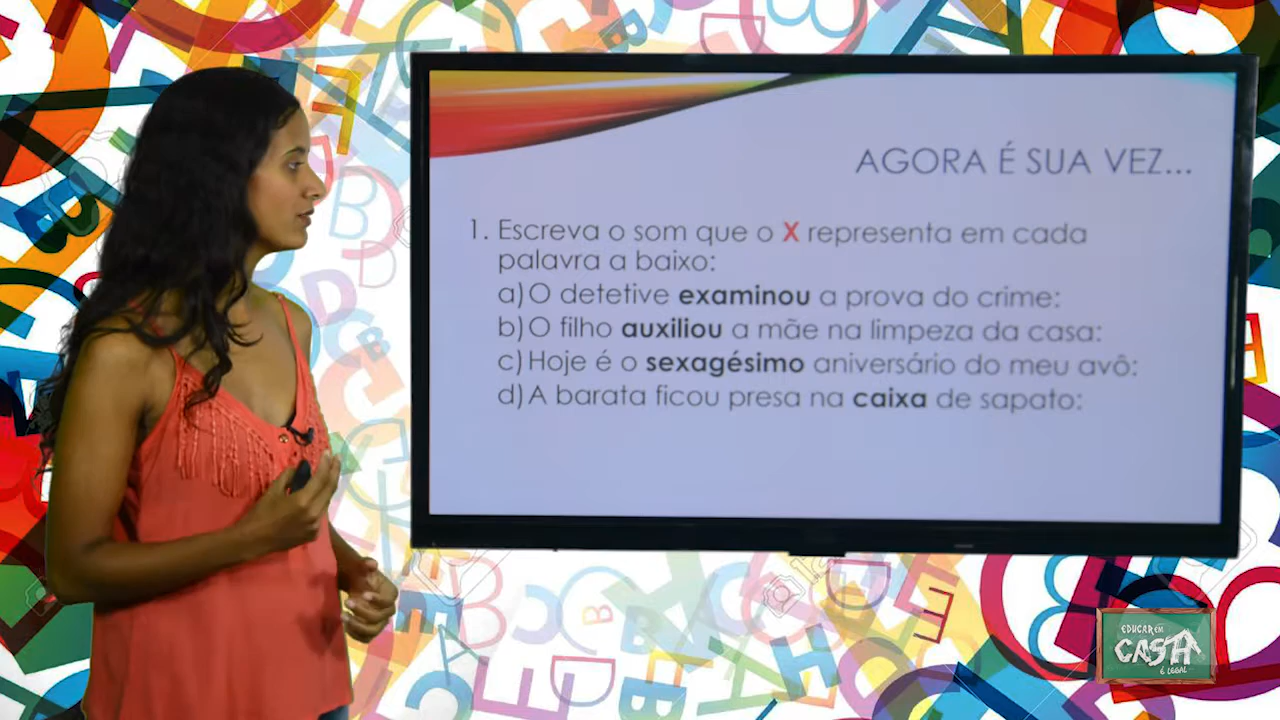 AGORA É SUA VEZ...
1. Escreva o som que o X representa em cada
palavra a baixo:
a) O detetive examinou a prova do crime:
b) O filho auxiliou a mãe na limpeza da casa:
c) Hoje é o sexagésimo aniversário do meu avô:
d) A barata ficou presa na caixa de sapato:
EDUCAR EM
CASA
É LEGAL